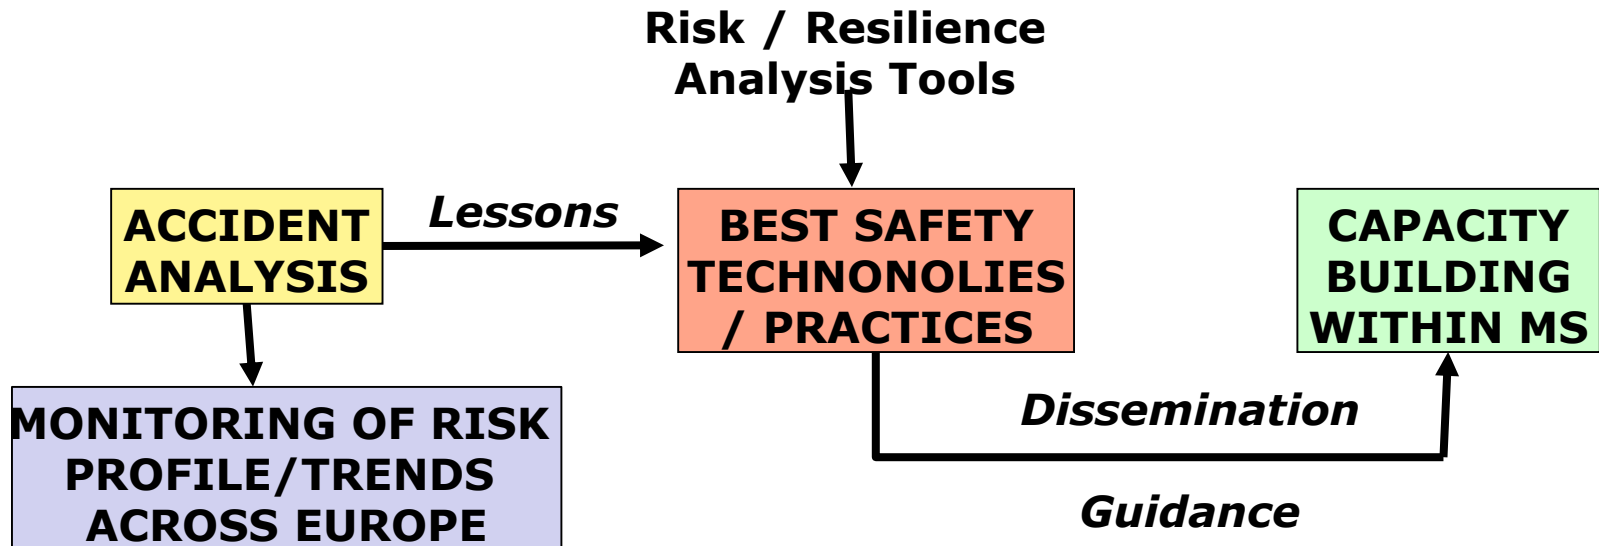 Risk / Resilience
Analysis Tools
ACCIDENT
ANALYSIS
Lessons
BEST SAFETY
TECHNONOLIES
/ PRACTICES
CAPACITY
BUILDING
WITHIN MS
MONITORING OF RISK
PROFILE/TRENDS
ACROSS EUROPE
Dissemination
Guidance